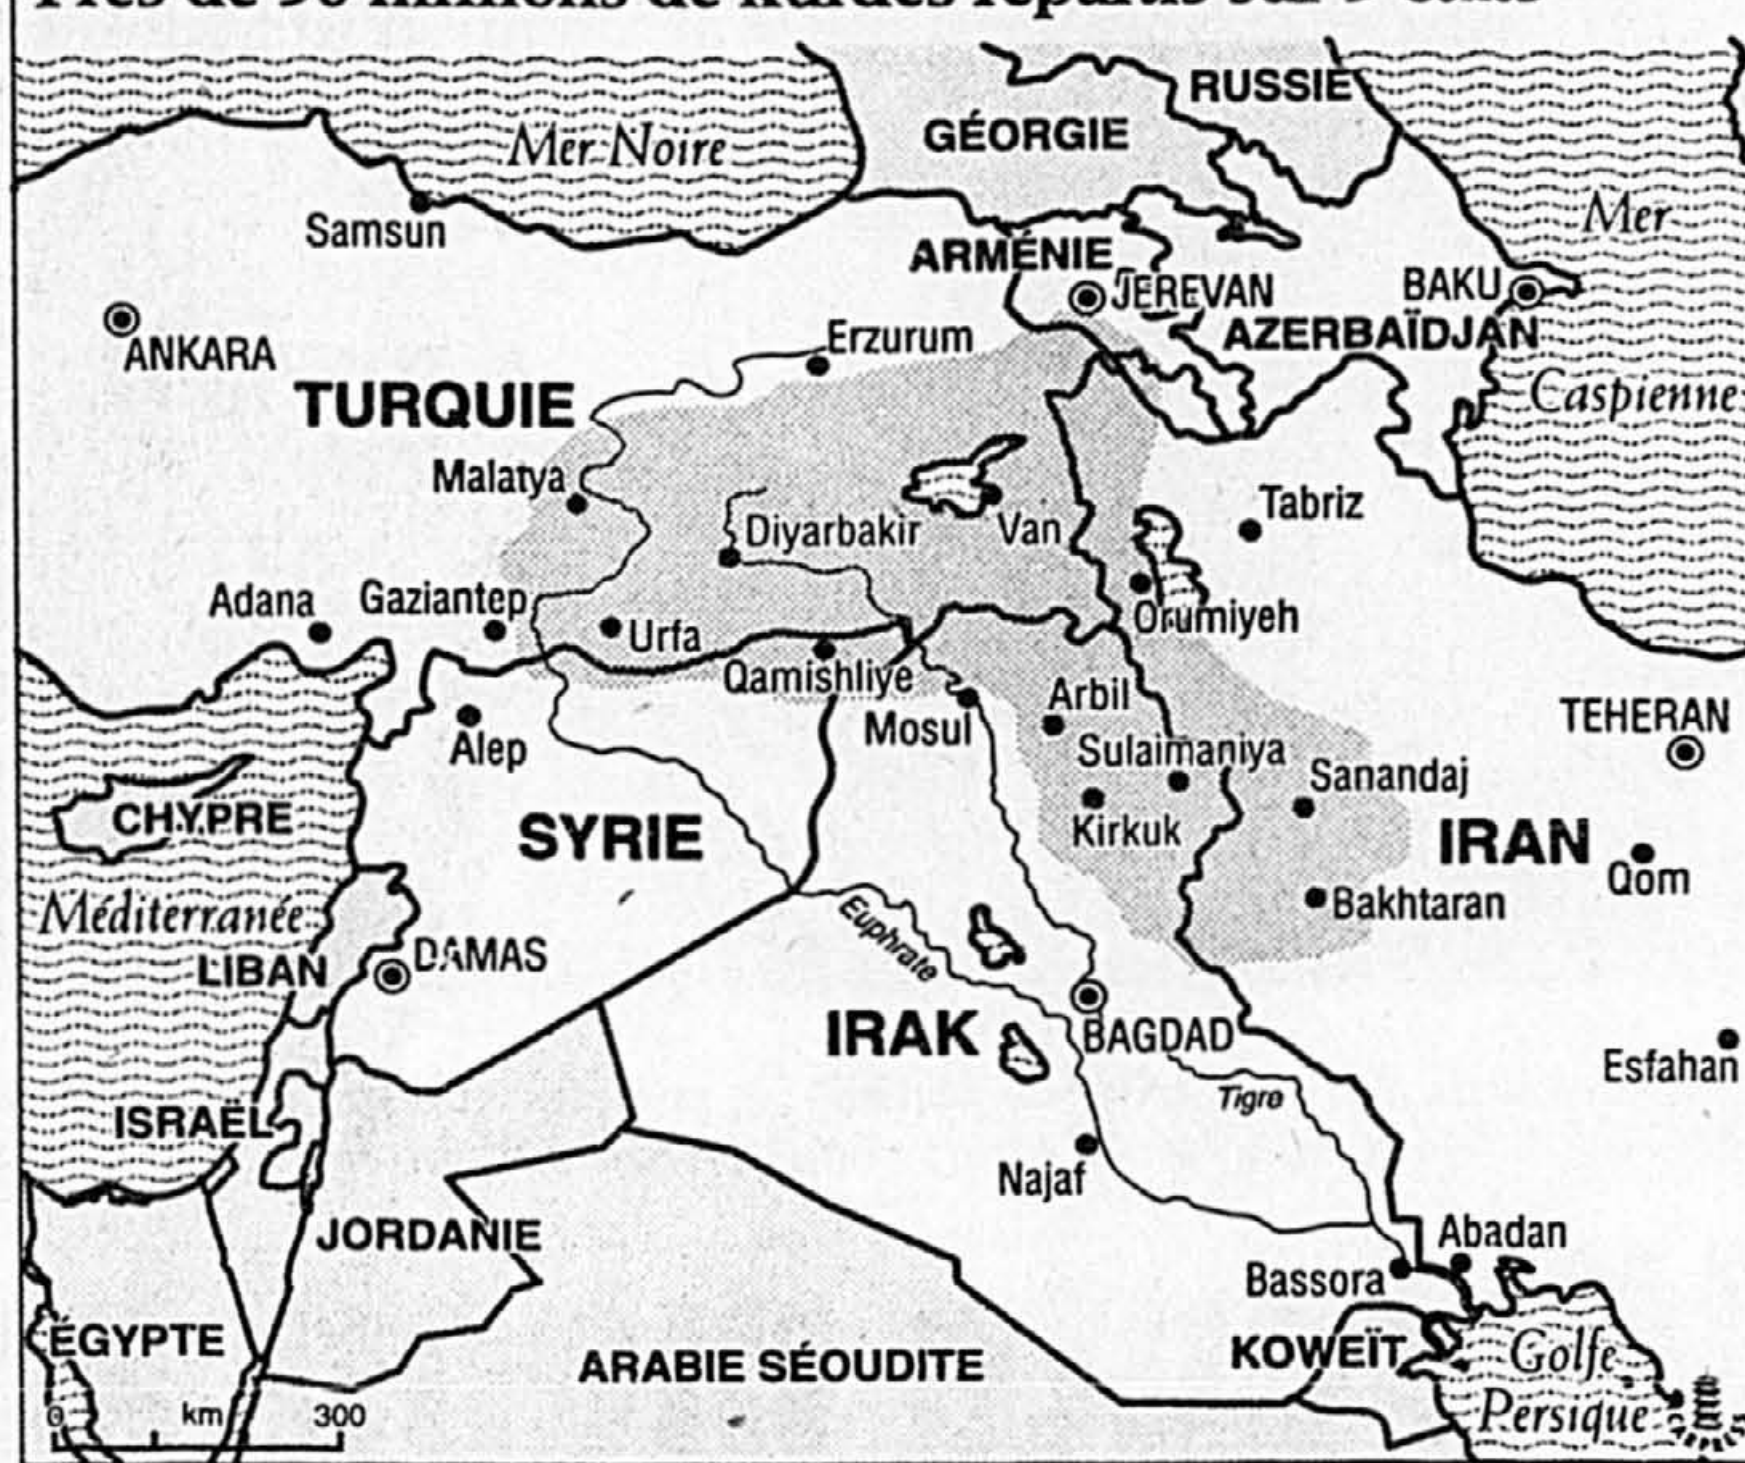 de
RUSSIE
GÉORGIE
Mer Noire
Mer
Samsun
ARMÉNIE
JEREVAN
BAKU
ANKARA
Erzurum
AZERBAÏDJAN
TURQUIE
Caspienne
Malatya
Tabriz
Diyarbakir
Van
Adana
Gaziantep
Orumiyeh
Urfa
Qamishliye
Arbil
Mosul
TEHERAN
Alep
Sulaimaniya
Sanandaj
CHYPRE
SYRIE
Kirkuk
IRAN
Qom
Méditerranée
Euphrate
Bakhtaran
LIBAN
DAMAS
IRAK
BAGDAD
Esfahan
Tigre
ISRAËL
Najaf
JORDANIE
Abadan
Bassora
ÉGYPTE
ARABIE SÉOUDITE
KOWEÏT
Golfe
Persique
0 km 300